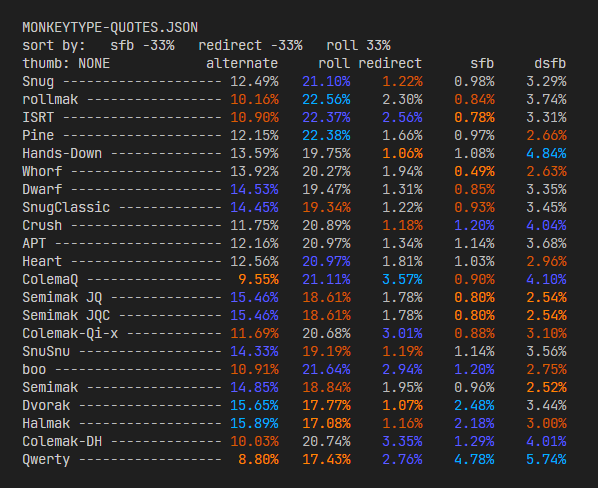 MONKEYTYPE-QUOTES.JSON
sort by:   sfb -33%   redirect -33%   roll 33%
thumb: NONE            alternate     roll redirect      sfb     dsfb
Snug -------------------- 12.49%   21.10%    1.22%    0.98%    3.29%
rollmak ----------------- 10.16%   22.56%    2.30%    0.84%    3.74%
ISRT -------------------- 10.90%   22.37%    2.56%    0.78%    3.31%
Pine -------------------- 12.15%   22.38%    1.66%    0.97%    2.66%
Hands-Down -------------- 13.59%   19.75%    1.06%    1.08%    4.84%
Whorf ------------------- 13.92%   20.27%    1.94%    0.49%    2.63%
Dwarf ------------------- 14.53%   19.47%    1.31%    0.85%    3.35%
SnugClassic ------------- 14.45%   19.34%    1.22%    0.93%    3.45%
Crush ------------------- 11.75%   20.89%    1.18%    1.20%    4.04%
APT --------------------- 12.16%   20.97%    1.34%    1.14%    3.68%
Heart ------------------- 12.56%   20.97%    1.81%    1.03%    2.96%
ColemaQ -----------------  9.55%   21.11%    3.57%    0.90%    4.10%
Semimak JQ -------------- 15.46%   18.61%    1.78%    0.80%    2.54%
Semimak JQC ------------- 15.46%   18.61%    1.78%    0.80%    2.54%
Colemak-Qi-x ------------ 11.69%   20.68%    3.01%    0.88%    3.10%
SnuSnu ------------------ 14.33%   19.19%    1.19%    1.14%    3.56%
boo --------------------- 10.91%   21.64%    2.94%    1.20%    2.75%
Semimak ----------------- 14.85%   18.84%    1.95%    0.96%    2.52%
Dvorak ------------------ 15.65%   17.77%    1.07%    2.48%    3.44%
Halmak ------------------ 15.89%   17.08%    1.16%    2.18%    3.00%
Colemak-DH -------------- 10.03%   20.74%    3.35%    1.29%    4.01%
Qwerty ------------------  8.80%   17.43%    2.76%    4.78%    5.74%